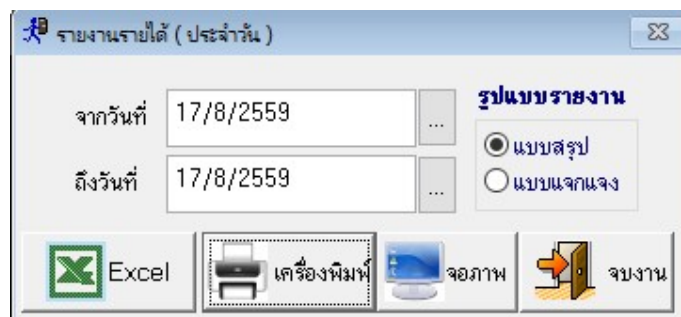 รายงานรายได้ ( ประจำวัน )
จากวันที่ 17/8/2559 ...
ถึงวันที่ 17/8/2559 ...
รูปแบบรายงาน
แบบสรุป
แบบแจกแจง
Excel เครื่องพิมพ์ จอภาพ จบงาน